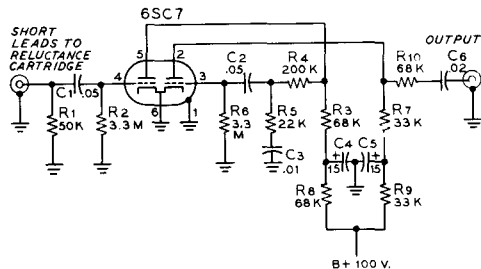 6SC7
SHORT
LEADS TO
RELUCTANCE
CARTRIDGE
OUTPUT
5
2
4
3
6
1
C1
.05
R1
50K
R2
3.3 M
C2
.05
R4
200 K
R6
3.3
M
R5
22 K
C3
.01
R3
68K
R10
68 K
C6
.02
R7
33 K
C4
C5
+
+
15
15
R8
68K
R9
33 K
B+ 100 V.